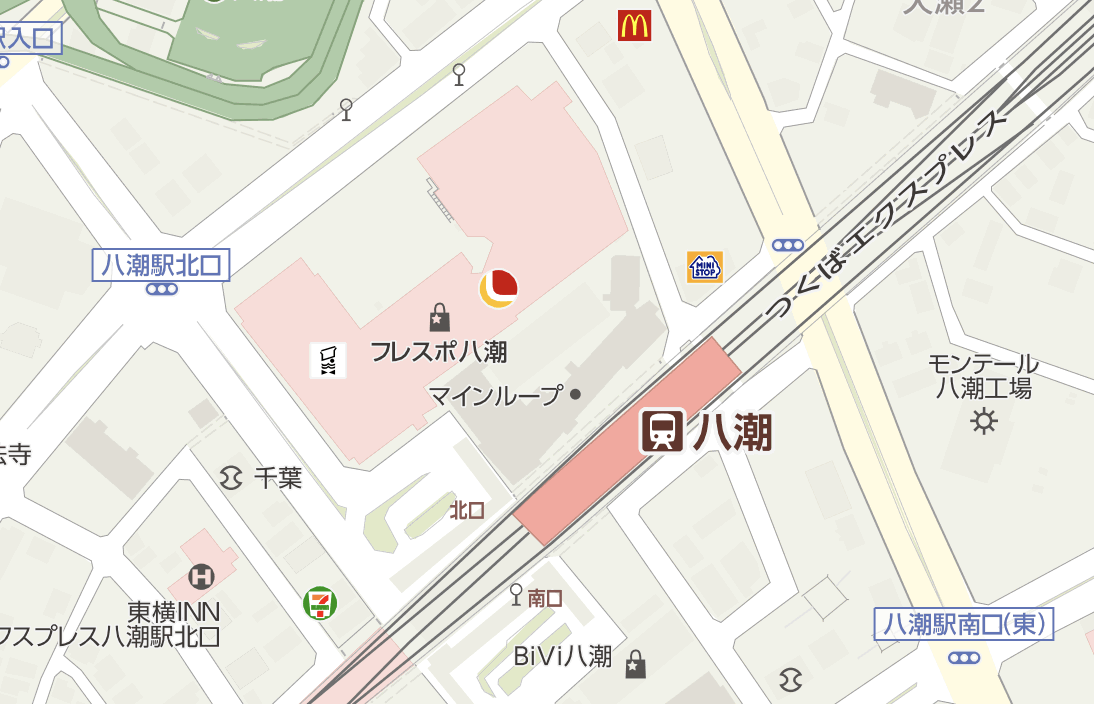 駅入口
大瀬2
つくばエクスプレス
八潮駅北口
MINI
STOP
フレスポ八潮
マインループ
モンテール
八潮工場
八潮
法寺
千葉
北口
H
東横INN
クスプレス八潮駅北口
7
南口
八潮駅南口(東)
BiVi八潮